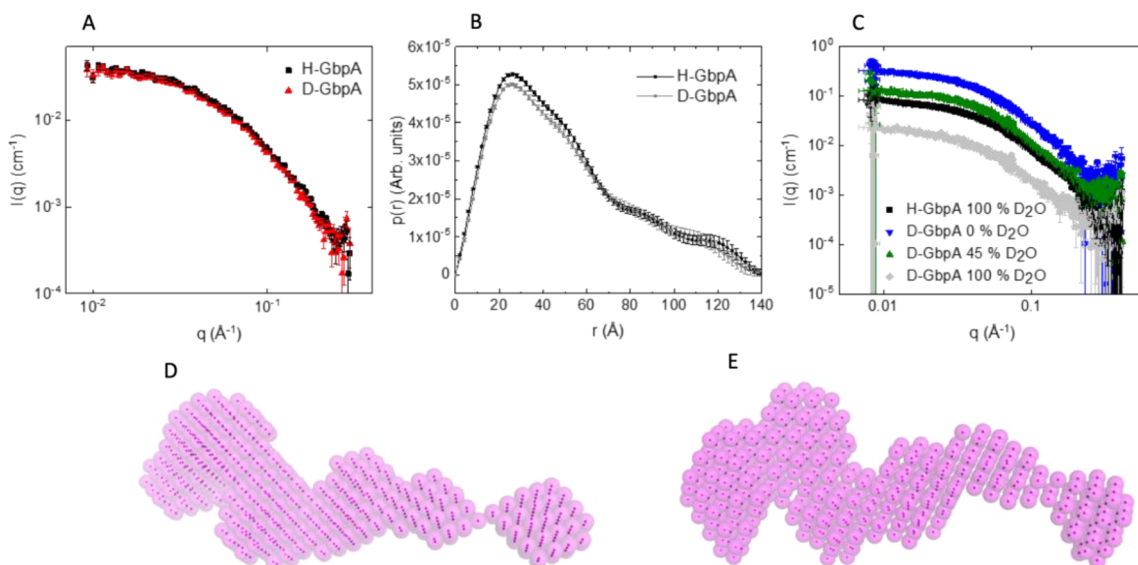 A
I(q) (cm⁻¹)
10⁻²
10⁻³
10⁻⁴
H-GbpA
D-GbpA
10⁻² 10⁻¹
q (Å⁻¹)
B
p(r) (Arb. units)
6x10⁻⁵
5x10⁻⁵
4x10⁻⁵
3x10⁻⁵
2x10⁻⁵
1x10⁻⁵
0
H-GbpA
D-GbpA
0 20 40 60 80 100 120 140
r (Å)
C
I(q) (cm⁻¹)
10⁰
10⁻¹
10⁻²
10⁻³
10⁻⁴
10⁻⁵
H-GbpA 100 % D₂O
D-GbpA 0 % D₂O
D-GbpA 45 % D₂O
D-GbpA 100 % D₂O
0.01 0.1
q (Å⁻¹)
D
E